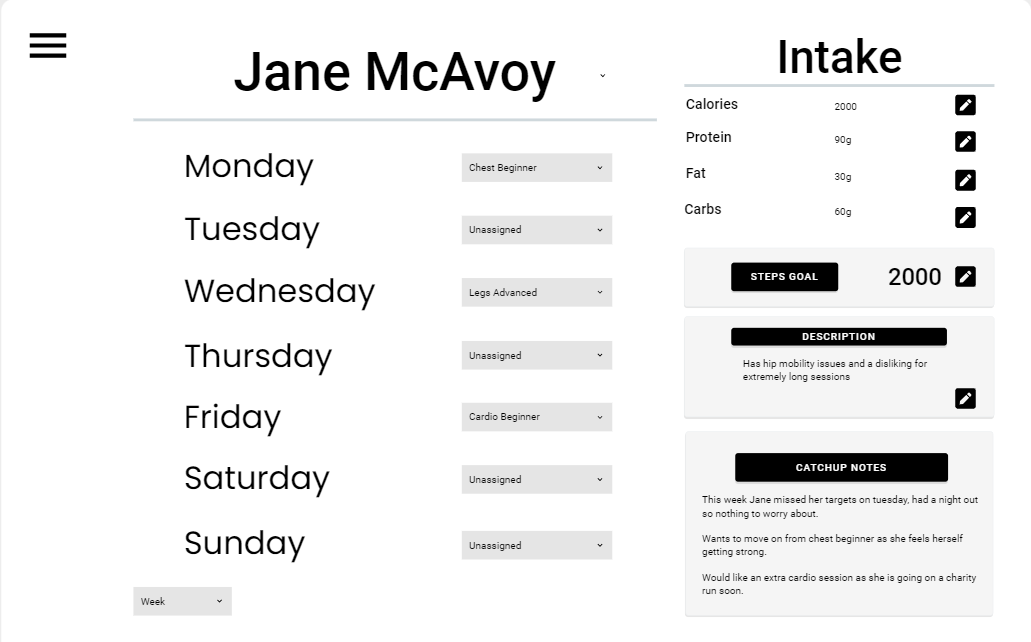 Jane McAvoy
Monday Chest Beginner
Tuesday Unassigned
Wednesday Legs Advanced
Thursday Unassigned
Friday Cardio Beginner
Saturday Unassigned
Sunday Unassigned
Week
Intake
Calories 2000
Protein 90g
Fat 30g
Carbs 60g
STEPS GOAL 2000
DESCRIPTION
Has hip mobility issues and a disliking for
extremely long sessions
CATCHUP NOTES
This week Jane missed her targets on tuesday, had a night out
so nothing to worry about.
Wants to move on from chest beginner as she feels herself
getting strong.
Would like an extra cardio session as she is going on a charity
run soon.